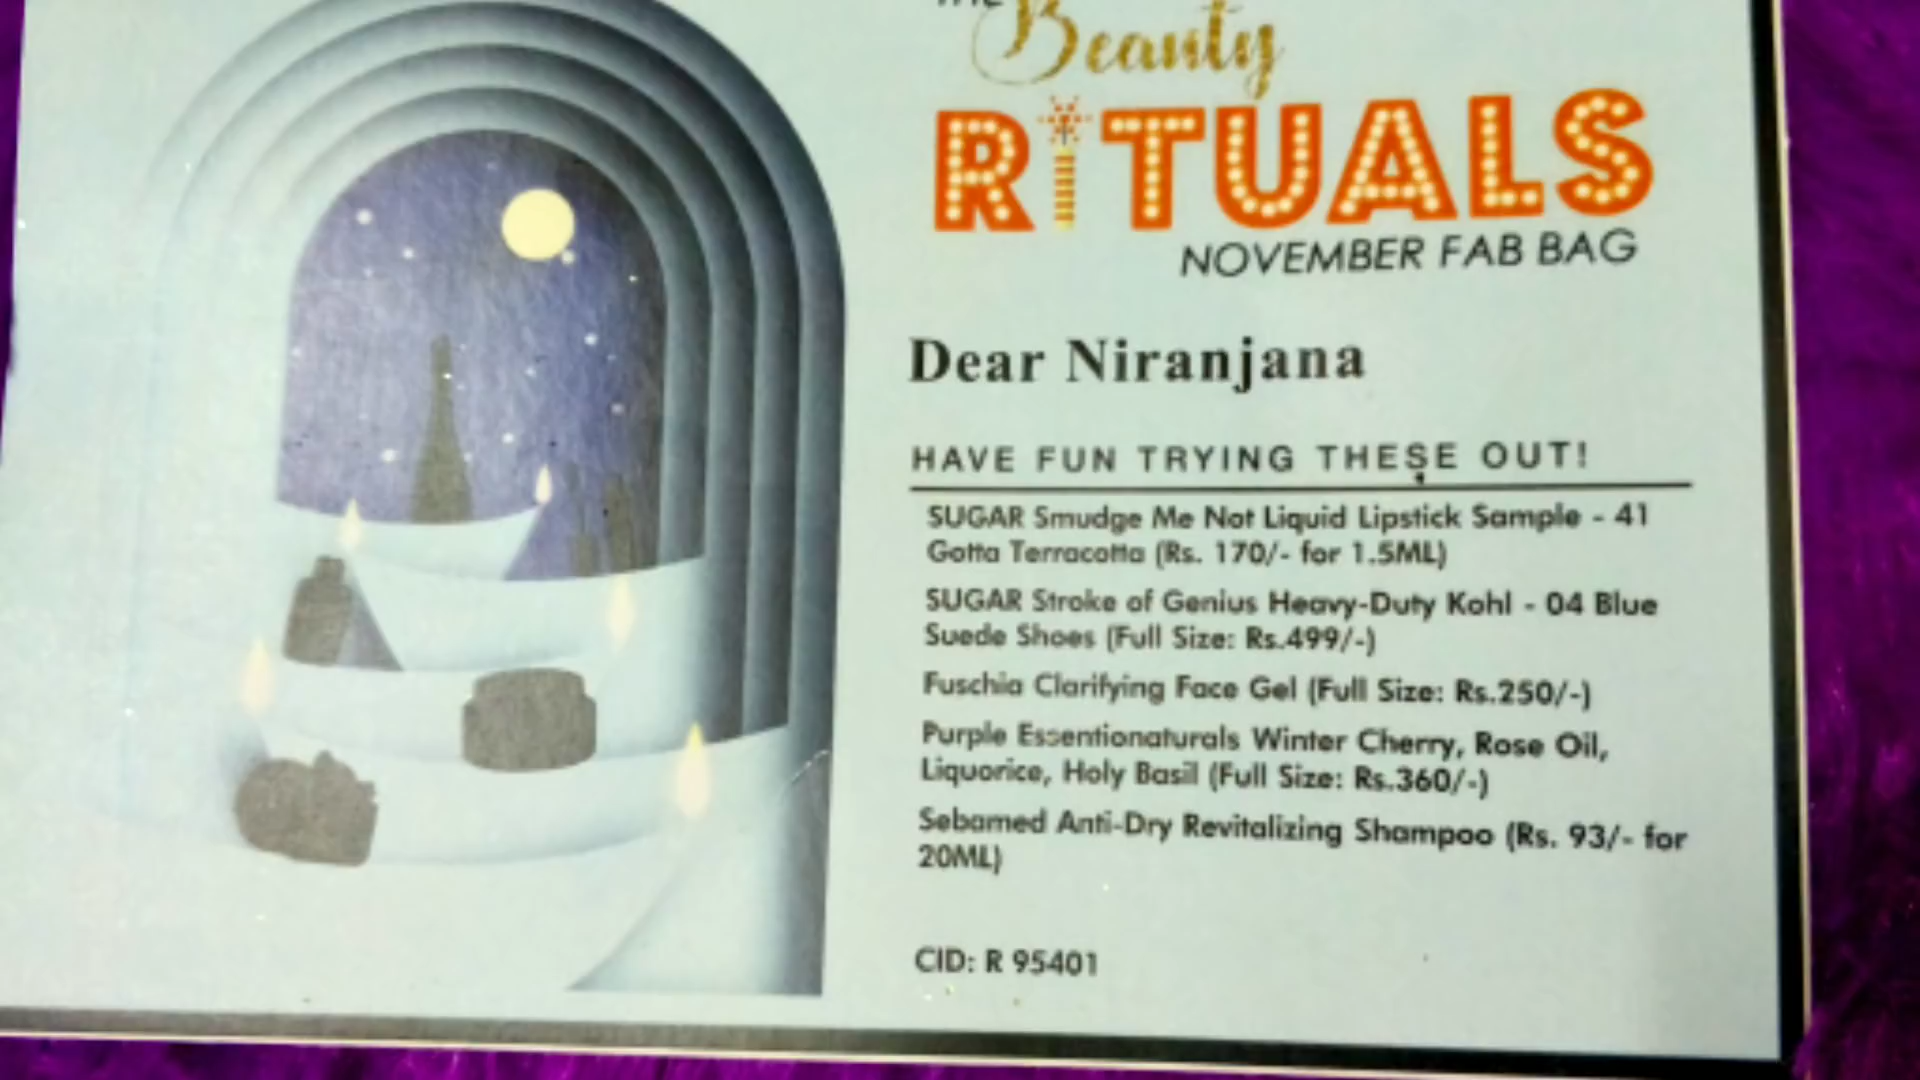 THE
Beauty
RITUALS
NOVEMBER FAB BAG
Dear Niranjana
HAVE FUN TRYING THESE OUT!
SUGAR Smudge Me Not Liquid Lipstick Sample - 41
Gotta Terracotta (Rs. 170/- for 1.5ML)
SUGAR Stroke of Genius Heavy-Duty Kohl - 04 Blue
Suede Shoes (Full Size: Rs.499/-)
Fuschia Clarifying Face Gel (Full Size: Rs.250/-)
Purple Essentionaturals Winter Cherry, Rose Oil,
Liquorice, Holy Basil (Full Size: Rs.360/-)
Sebamed Anti-Dry Revitalizing Shampoo (Rs. 93/- for
20ML)
CID: R 95401